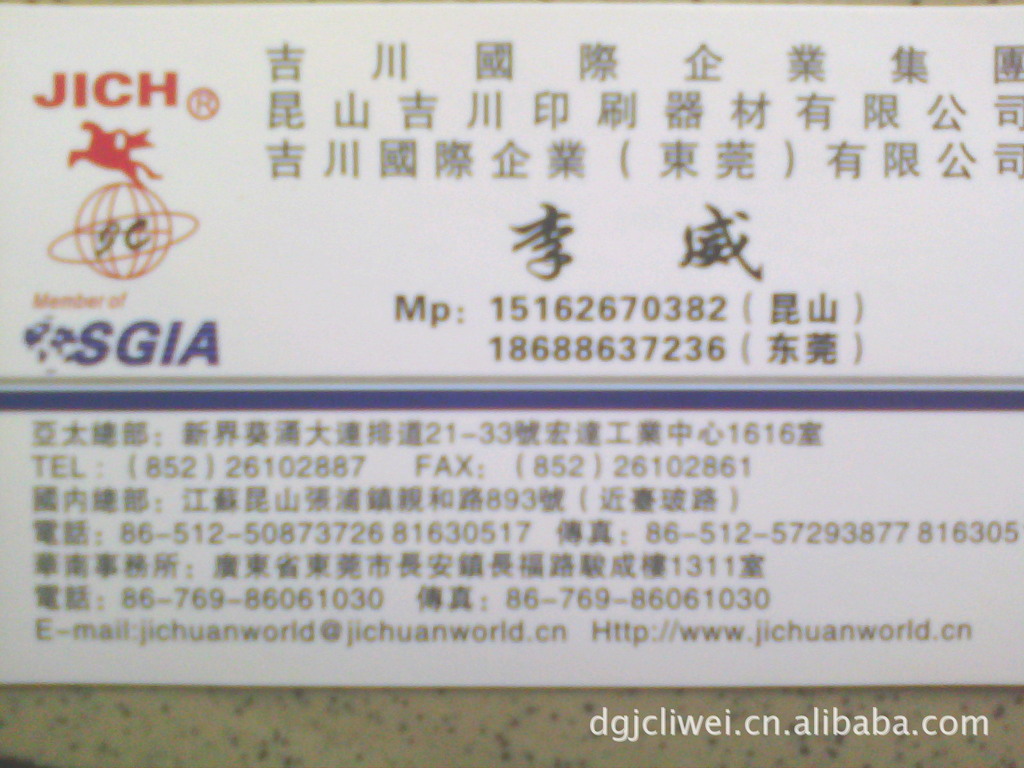 JICH®
吉川國際企業集團
昆山吉川印刷器材有限公司
吉川國際企業(東莞)有限公司
JC
李 威
Member of
SGIA
Mp: 15162670382(昆山)
18688637236(东莞)
亞太總部: 新界葵涌大連排道21-33號宏達工業中心1616室
TEL: (852)26102887 FAX: (852)26102861
國内總部: 江蘇昆山張浦鎮親和路893號(近臺玻路)
電話: 86-512-50873726 81630517 傳真: 86-512-57293877 816305
華南事務所: 廣東省東莞市長安鎮長福路駿成樓1311室
電話: 86-769-86061030 傳真: 86-769-86061030
E-mail:jichuanworld@jichuanworld.cn Http://www.jichuanworld.cn
dgjcliwei.cn.alibaba.com